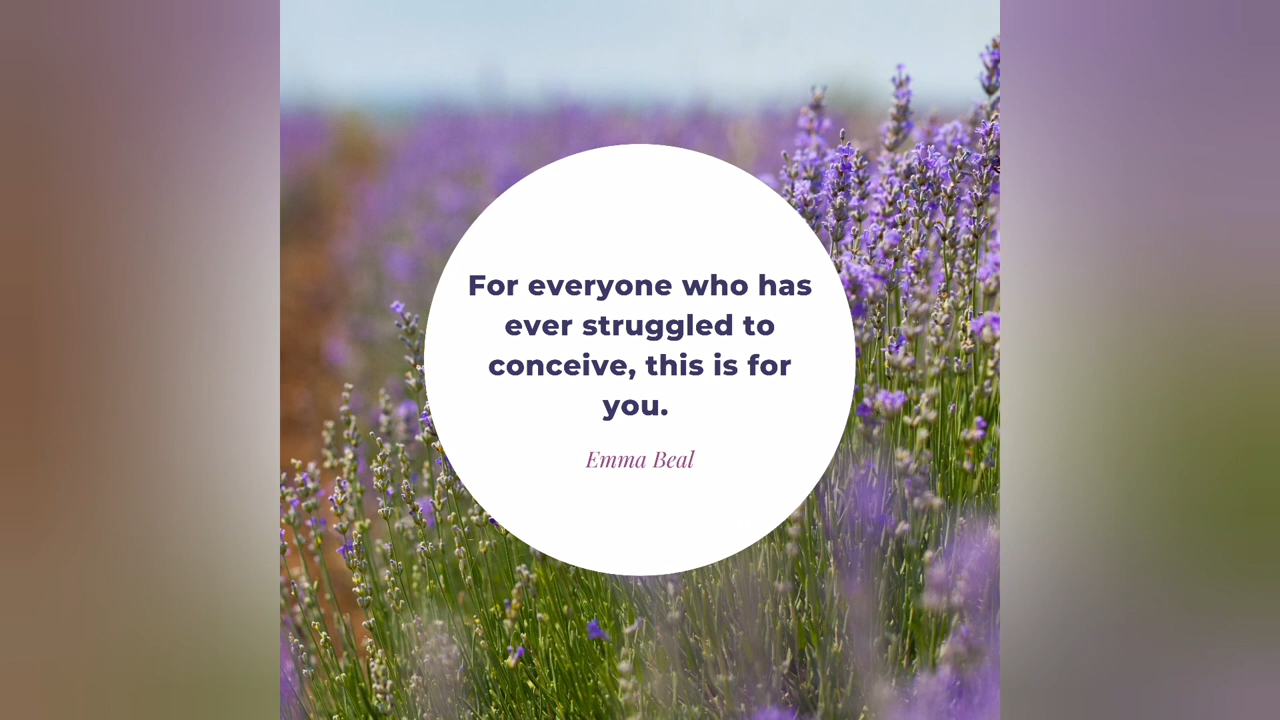 For everyone who has
ever struggled to
conceive, this is for
you.
Emma Beal